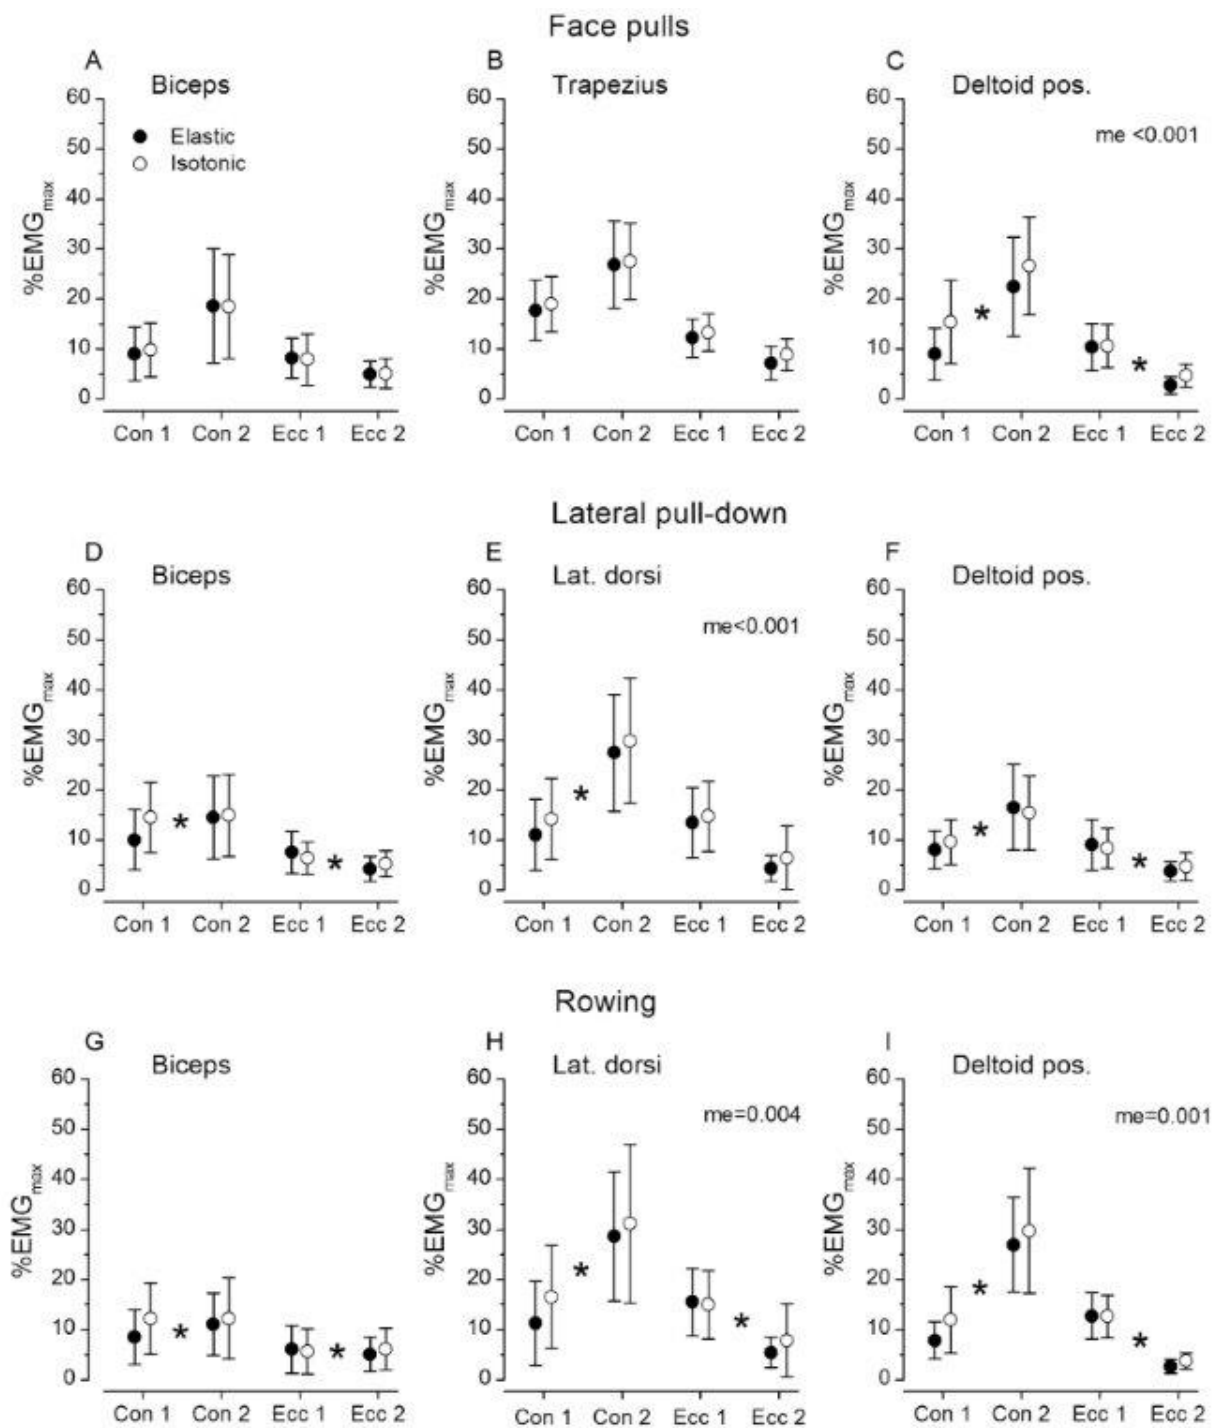 Face pulls
A
B
C
Biceps
Trapezius
Deltoid pos.
60
50
40
30
20
10
0
%EMGmax
Elastic
Isotonic
Con 1 Con 2 Ecc 1 Ecc 2
60
50
40
30
20
10
0
%EMGmax
Con 1 Con 2 Ecc 1 Ecc 2
60
50
40
30
20
10
0
%EMGmax
me <0.001
*
*
Con 1 Con 2 Ecc 1 Ecc 2
Lateral pull-down
D
E
F
Biceps
Lat. dorsi
Deltoid pos.
60
50
40
30
20
10
0
%EMGmax
*
*
Con 1 Con 2 Ecc 1 Ecc 2
60
50
40
30
20
10
0
%EMGmax
me<0.001
*
Con 1 Con 2 Ecc 1 Ecc 2
60
50
40
30
20
10
0
%EMGmax
*
*
Con 1 Con 2 Ecc 1 Ecc 2
Rowing
G
H
I
Biceps
Lat. dorsi
Deltoid pos.
60
50
40
30
20
10
0
%EMGmax
*
*
Con 1 Con 2 Ecc 1 Ecc 2
60
50
40
30
20
10
0
%EMGmax
me=0.004
*
*
Con 1 Con 2 Ecc 1 Ecc 2
60
50
40
30
20
10
0
%EMGmax
me=0.001
*
*
Con 1 Con 2 Ecc 1 Ecc 2